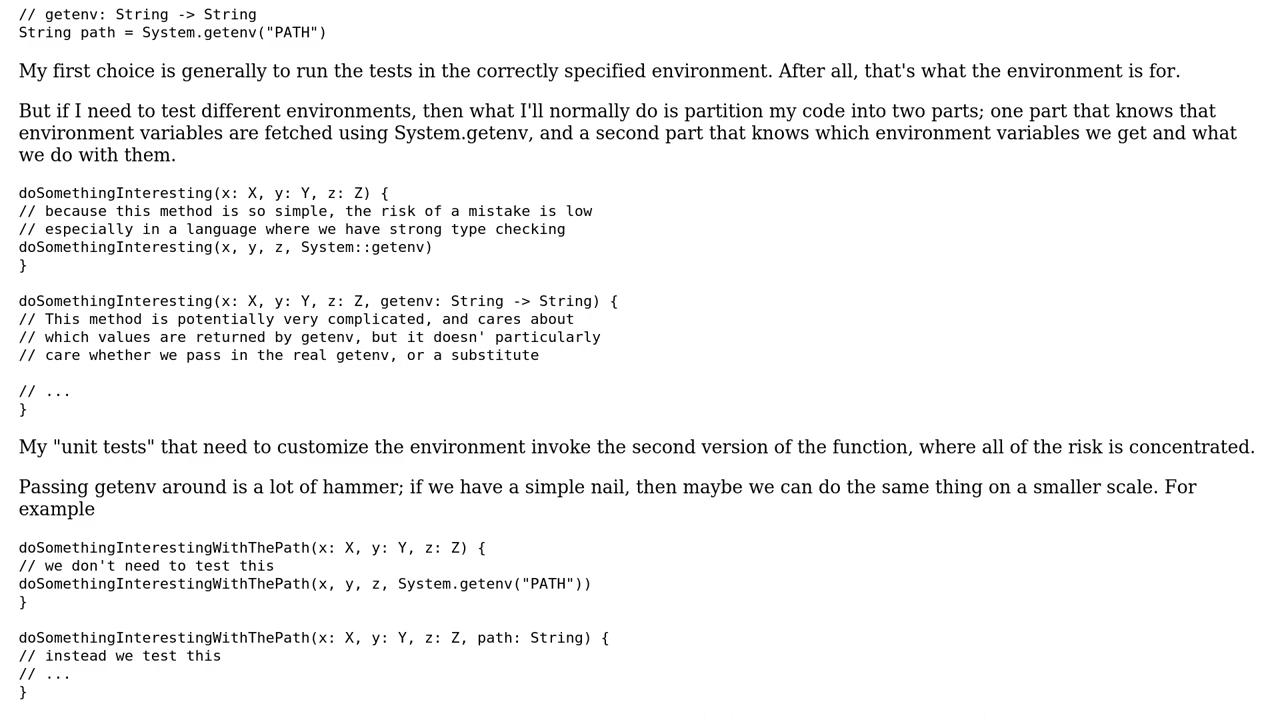 // getenv: String -> String
String path = System.getenv("PATH")
My first choice is generally to run the tests in the correctly specified environment. After all, that's what the environment is for.
But if I need to test different environments, then what I'll normally do is partition my code into two parts; one part that knows that
environment variables are fetched using System.getenv, and a second part that knows which environment variables we get and what
we do with them.
doSomethingInteresting(x: X, y: Y, z: Z) {
// because this method is so simple, the risk of a mistake is low
// especially in a language where we have strong type checking
doSomethingInteresting(x, y, z, System::getenv)
}
doSomethingInteresting(x: X, y: Y, z: Z, getenv: String -> String) {
// This method is potentially very complicated, and cares about
// which values are returned by getenv, but it doesn' particularly
// care whether we pass in the real getenv, or a substitute
// ...
}
My "unit tests" that need to customize the environment invoke the second version of the function, where all of the risk is concentrated.
Passing getenv around is a lot of hammer; if we have a simple nail, then maybe we can do the same thing on a smaller scale. For
example
doSomethingInterestingWithThePath(x: X, y: Y, z: Z) {
// we don't need to test this
doSomethingInterestingWithThePath(x, y, z, System.getenv("PATH"))
}
doSomethingInterestingWithThePath(x: X, y: Y, z: Z, path: String) {
// instead we test this
// ...
}